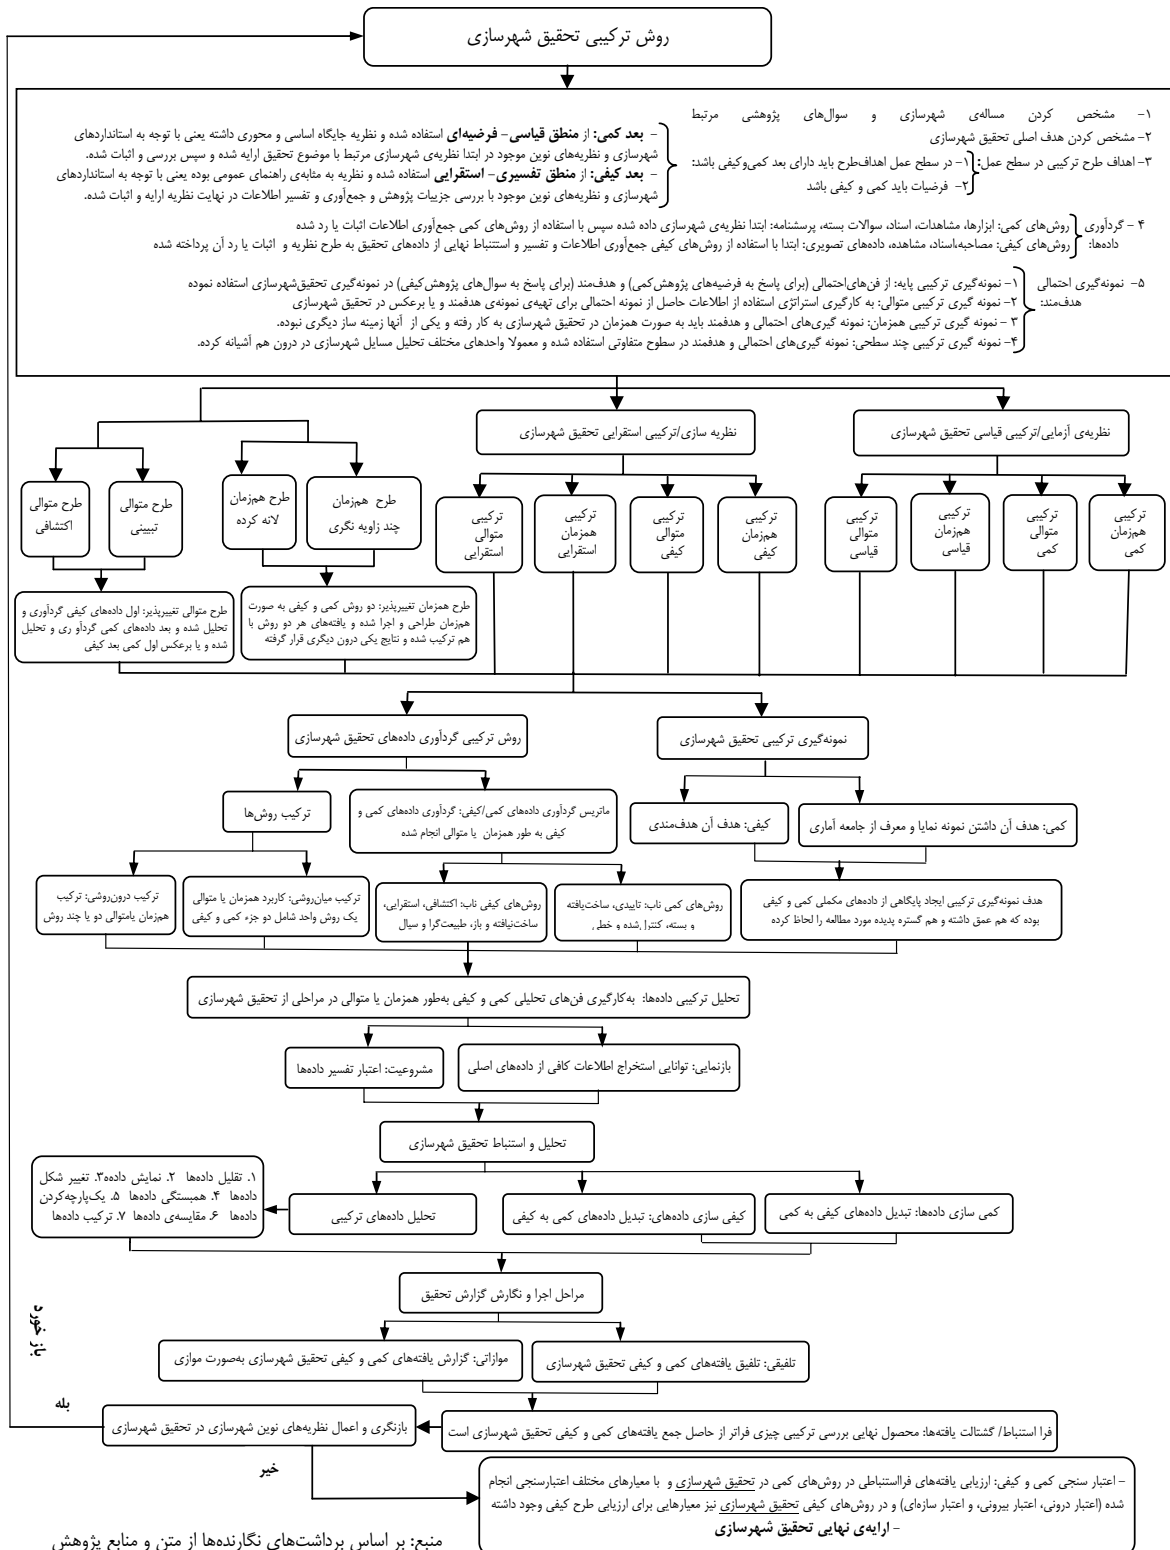 روش ترکیبی تحقیق شهرسازی
۱- مشخص کردن مساله‌ی شهرسازی و سوال‌های پژوهشی مرتبط
۲- مشخص کردن هدف اصلی تحقیق شهرسازی
۳- اهداف طرح ترکیبی در سطح عمل:
۱- در سطح عمل اهداف‌طرح باید دارای بعد کمی‌وکیفی باشد:
۲- فرضیات باید کمی و کیفی باشد
- بعد کمی: از منطق قیاسی- فرضیه‌ای استفاده شده و نظریه جایگاه اساسی و محوری داشته یعنی با توجه به استانداردهای
شهرسازی و نظریه‌های نوین موجود در ابتدا نظریه‌ی شهرسازی مرتبط با موضوع تحقیق ارایه شده و سپس بررسی و اثبات شده.
- بعد کیفی: از منطق تفسیری- استقرایی استفاده شده و نظریه به مثابه‌ی راهنمای عمومی بوده یعنی با توجه به استانداردهای
شهرسازی و نظریه‌های نوین موجود با بررسی جزییات پژوهش و جمع‌آوری و تفسیر اطلاعات در نهایت نظریه ارایه و اثبات شده.
۴ - گردآوری
داده‌ها:
روش‌های کمی: ابزارها، مشاهدات، اسناد، سوالات بسته، پرسشنامه: ابتدا نظریه‌ی شهرسازی داده شده سپس با استفاده از روش‌های کمی جمع‌آوری اطلاعات اثبات یا رد شده
روش‌های کیفی: مصاحبه،اسناد، مشاهده، داده‌های تصویری: ابتدا با استفاده از روش‌های کیفی جمع‌آوری اطلاعات و تفسیر و استتنباط نهایی از داده‌های تحقیق به طرح نظریه و اثبات یا رد آن پرداخته شده
۵- نمونه‌گیری احتمالی
هدف‌مند:
۱- نمونه‌گیری ترکیبی پایه: از فن‌های‌احتمالی (برای پاسخ به فرضیه‌های پژوهش‌کمی) و هدف‌مند (برای پاسخ به سوال‌های پژوهش‌کیفی) در نمونه‌گیری تحقیق‌شهرسازی استفاده نموده
۲- نمونه گیری ترکیبی متوالی: به کارگیری استراتژی استفاده از اطلاعات حاصل از نمونه احتمالی برای تهیه‌ی نمونه‌ی هدفمند و یا برعکس در تحقیق شهرسازی
۳ - نمونه گیری ترکیبی همزمان: نمونه گیری‌های احتمالی و هدفمند باید به صورت همزمان در تحقیق شهرسازی به کار رفته و یکی از آنها زمینه ساز دیگری نبوده.
۴- نمونه گیری ترکیبی چند سطحی: نمونه گیری‌های احتمالی و هدفمند در سطوح متفاوتی استفاده شده و معمولا واحدهای مختلف تحلیل مسایل شهرسازی در درون هم آشیانه کرده.
نظریه‌ی آزمایی/ترکیبی قیاسی تحقیق شهرسازی
نظریه سازی/ترکیبی استقرایی تحقیق شهرسازی
ترکیبی
هم‌زمان
کمی
ترکیبی
متوالی
کمی
ترکیبی
هم‌زمان
قیاسی
ترکیبی
متوالی
قیاسی
ترکیبی
هم‌زمان
کیفی
ترکیبی
متوالی
کیفی
ترکیبی
همزمان
استقرایی
ترکیبی
متوالی
استقرایی
طرح هم‌زمان
چند زاویه نگری
طرح هم‌زمان
لانه کرده
طرح متوالی
تبیینی
طرح متوالی
اکتشافی
طرح همزمان تغییرپذیر: دو روش کمی و کیفی به صورت
هم‌زمان طراحی و اجرا شده و یافته‌های هر دو روش با
هم ترکیب شده و نتایج یکی درون دیگری قرار گرفته
طرح متوالی تغییرپذیر: اول داده‌های کیفی گردآوری و
تحلیل شده و بعد داده‌های کمی گردآو ری و تحلیل
شده و یا برعکس اول کمی بعد کیفی
نمونه‌گیری ترکیبی تحقیق شهرسازی
روش ترکیبی گردآوری داده‌های تحقیق شهرسازی
کمی: هدف آن داشتن نمونه نمایا و معرف از جامعه آماری
کیفی: هدف آن هدف‌مندی
ماتریس گردآوری داده‌های کمی/کیفی: گردآوری داده‌های کمی و
کیفی به طور همزمان یا متوالی انجام شده
ترکیب روش‌ها
هدف نمونه‌گیری ترکیبی ایجاد پایگاهی از داده‌های مکملی کمی و کیفی
بوده که هم عمق داشته و هم گستره پدیده مورد مطالعه را لحاظ کرده
روش‌های کمی ناب: تاییدی، ساخت‌یافته
و بسته، کنترل‌شده و خطی
روش‌های کیفی ناب: اکتشافی، استقرایی،
ساخت‌نیافته و باز، طبیعت‌گرا و سیال
ترکیب میان‌روشی: کاربرد همزمان یا متوالی
یک روش واحد شامل دو جزء کمی و کیفی
ترکیب درون‌روشی: ترکیب
هم‌زمان یامتوالی دو یا چند روش
تحلیل ترکیبی داده‌ها: به‌کارگیری فن‌های تحلیلی کمی و کیفی به‌طور همزمان یا متوالی در مراحلی از تحقیق شهرسازی
بازنمایی: توانایی استخراج اطلاعات کافی از داده‌های اصلی
مشروعیت: اعتبار تفسیر داده‌ها
تحلیل و استنباط تحقیق شهرسازی
کمی سازی داده‌ها: تبدیل داده‌های کیفی به کمی
کیفی سازی داده‌های: تبدیل داده‌های کمی به کیفی
تحلیل داده‌های ترکیبی
۱. تقلیل داده‌ها ۲. نمایش داده‌ه۳. تغییر شکل
داده‌ها ۴. همبستگی داده‌ها ۵. یک‌پارچه‌کردن
داده‌ها ۶. مقایسه‌ی داده‌ها ۷. ترکیب داده‌ها
مراحل اجرا و نگارش گزارش تحقیق
تلفیقی: تلفیق یافته‌های کمی و کیفی تحقیق شهرسازی
موازاتی: گزارش یافته‌های کمی و کیفی تحقیق شهرسازی به‌صورت موازی
باز خورد
بله
فرا استنباط/ گشتالت یافته‌ها: محصول نهایی بررسی ترکیبی چیزی فراتر از حاصل جمع یافته‌های کمی و کیفی تحقیق شهرسازی است
بازنگری و اعمال نظریه‌های نوین شهرسازی در تحقیق شهرسازی
خیر
- اعتبار سنجی کمی و کیفی: ارزیابی یافته‌های فرااستنباطی در روش‌های کمی در تحقیق شهرسازی و با معیارهای مختلف اعتبارسنجی انجام
شده (اعتبار درونی، اعتبار بیرونی، و اعتبار سازه‌ای) و در روش‌های کیفی تحقیق شهرسازی نیز معیارهایی برای ارزیابی طرح کیفی وجود داشته
- ارایه‌ی نهایی تحقیق شهرسازی
منبع: بر اساس برداشت‌های نگارنده‌ها از متن و منابع پژوهش